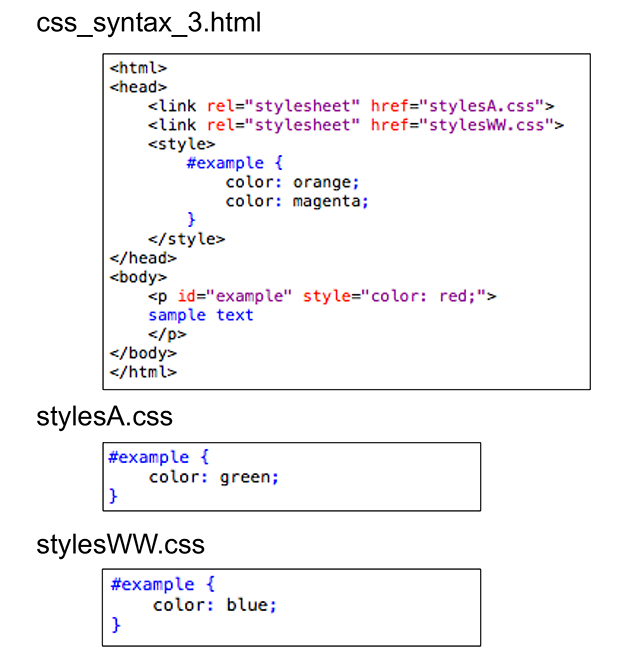 css_syntax_3.html
<html>
<head>
    <link rel="stylesheet" href="stylesA.css">
    <link rel="stylesheet" href="stylesWW.css">
    <style>
        #example {
            color: orange;
            color: magenta;
        }
    </style>
</head>
<body>
    <p id="example" style="color: red;">
    sample text
    </p>
</body>
</html>
stylesA.css
#example {
    color: green;
}
stylesWW.css
#example {
    color: blue;
}